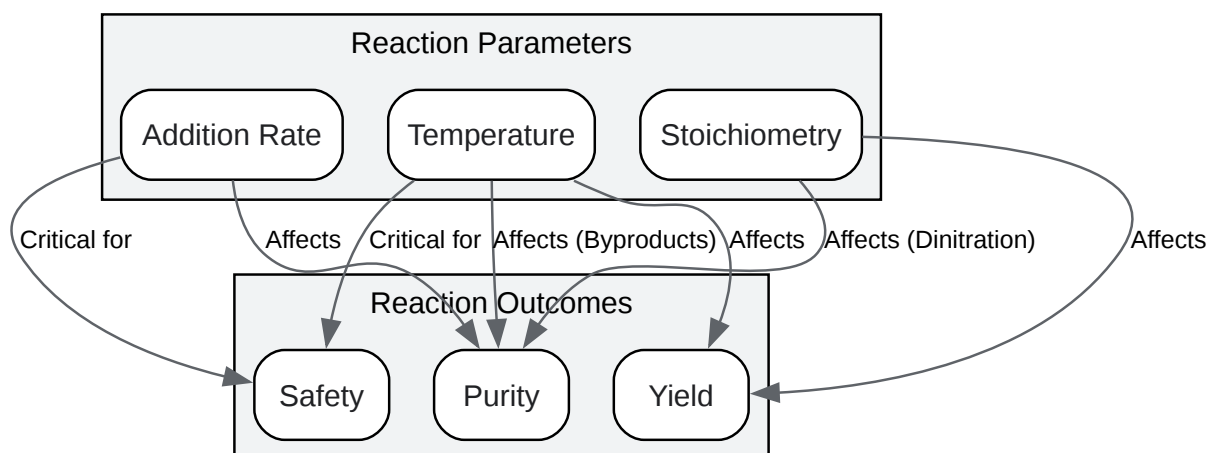 Reaction Parameters
Addition Rate
Temperature
Stoichiometry
Critical for
Affects
Critical for
Affects (Byproducts)
Affects
Affects (Dinitration)
Affects
Reaction Outcomes
Safety
Purity
Yield